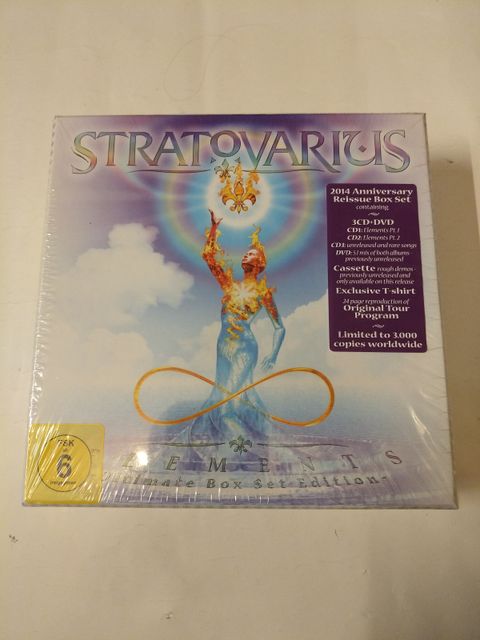 STRATOVARIUS
2014 Anniversary
Reissue Box Set
containing
3CD+DVD
CD1: Elements Pt. 1
CD2: Elements Pt. 2
CD3: unreleased and rare songs
DVD: 5.1 mix of both albums
previously unreleased
Cassette rough demos -
previously unreleased and
only available on this release
Exclusive T-shirt
24 page reproduction of
Original Tour
Program
Limited to 3.000
copies worldwide
FSK
ab
6
ELEMENTS
-Ultimate Box Set Edition-